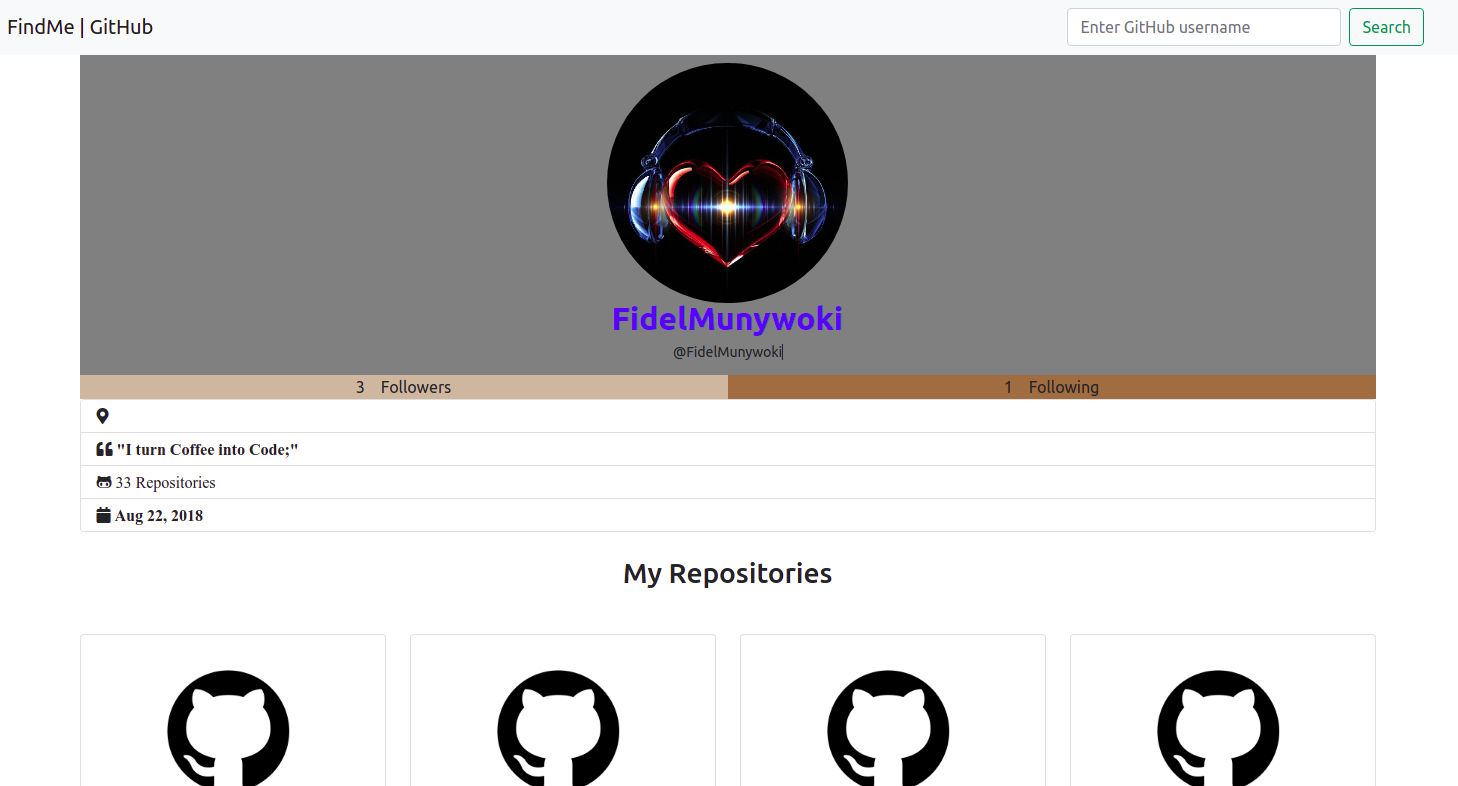 FindMe | GitHub
Enter GitHub username
Search
FidelMunywoki
@FidelMunywoki
3 Followers
1 Following
"I turn Coffee into Code;"
33 Repositories
Aug 22, 2018
My Repositories